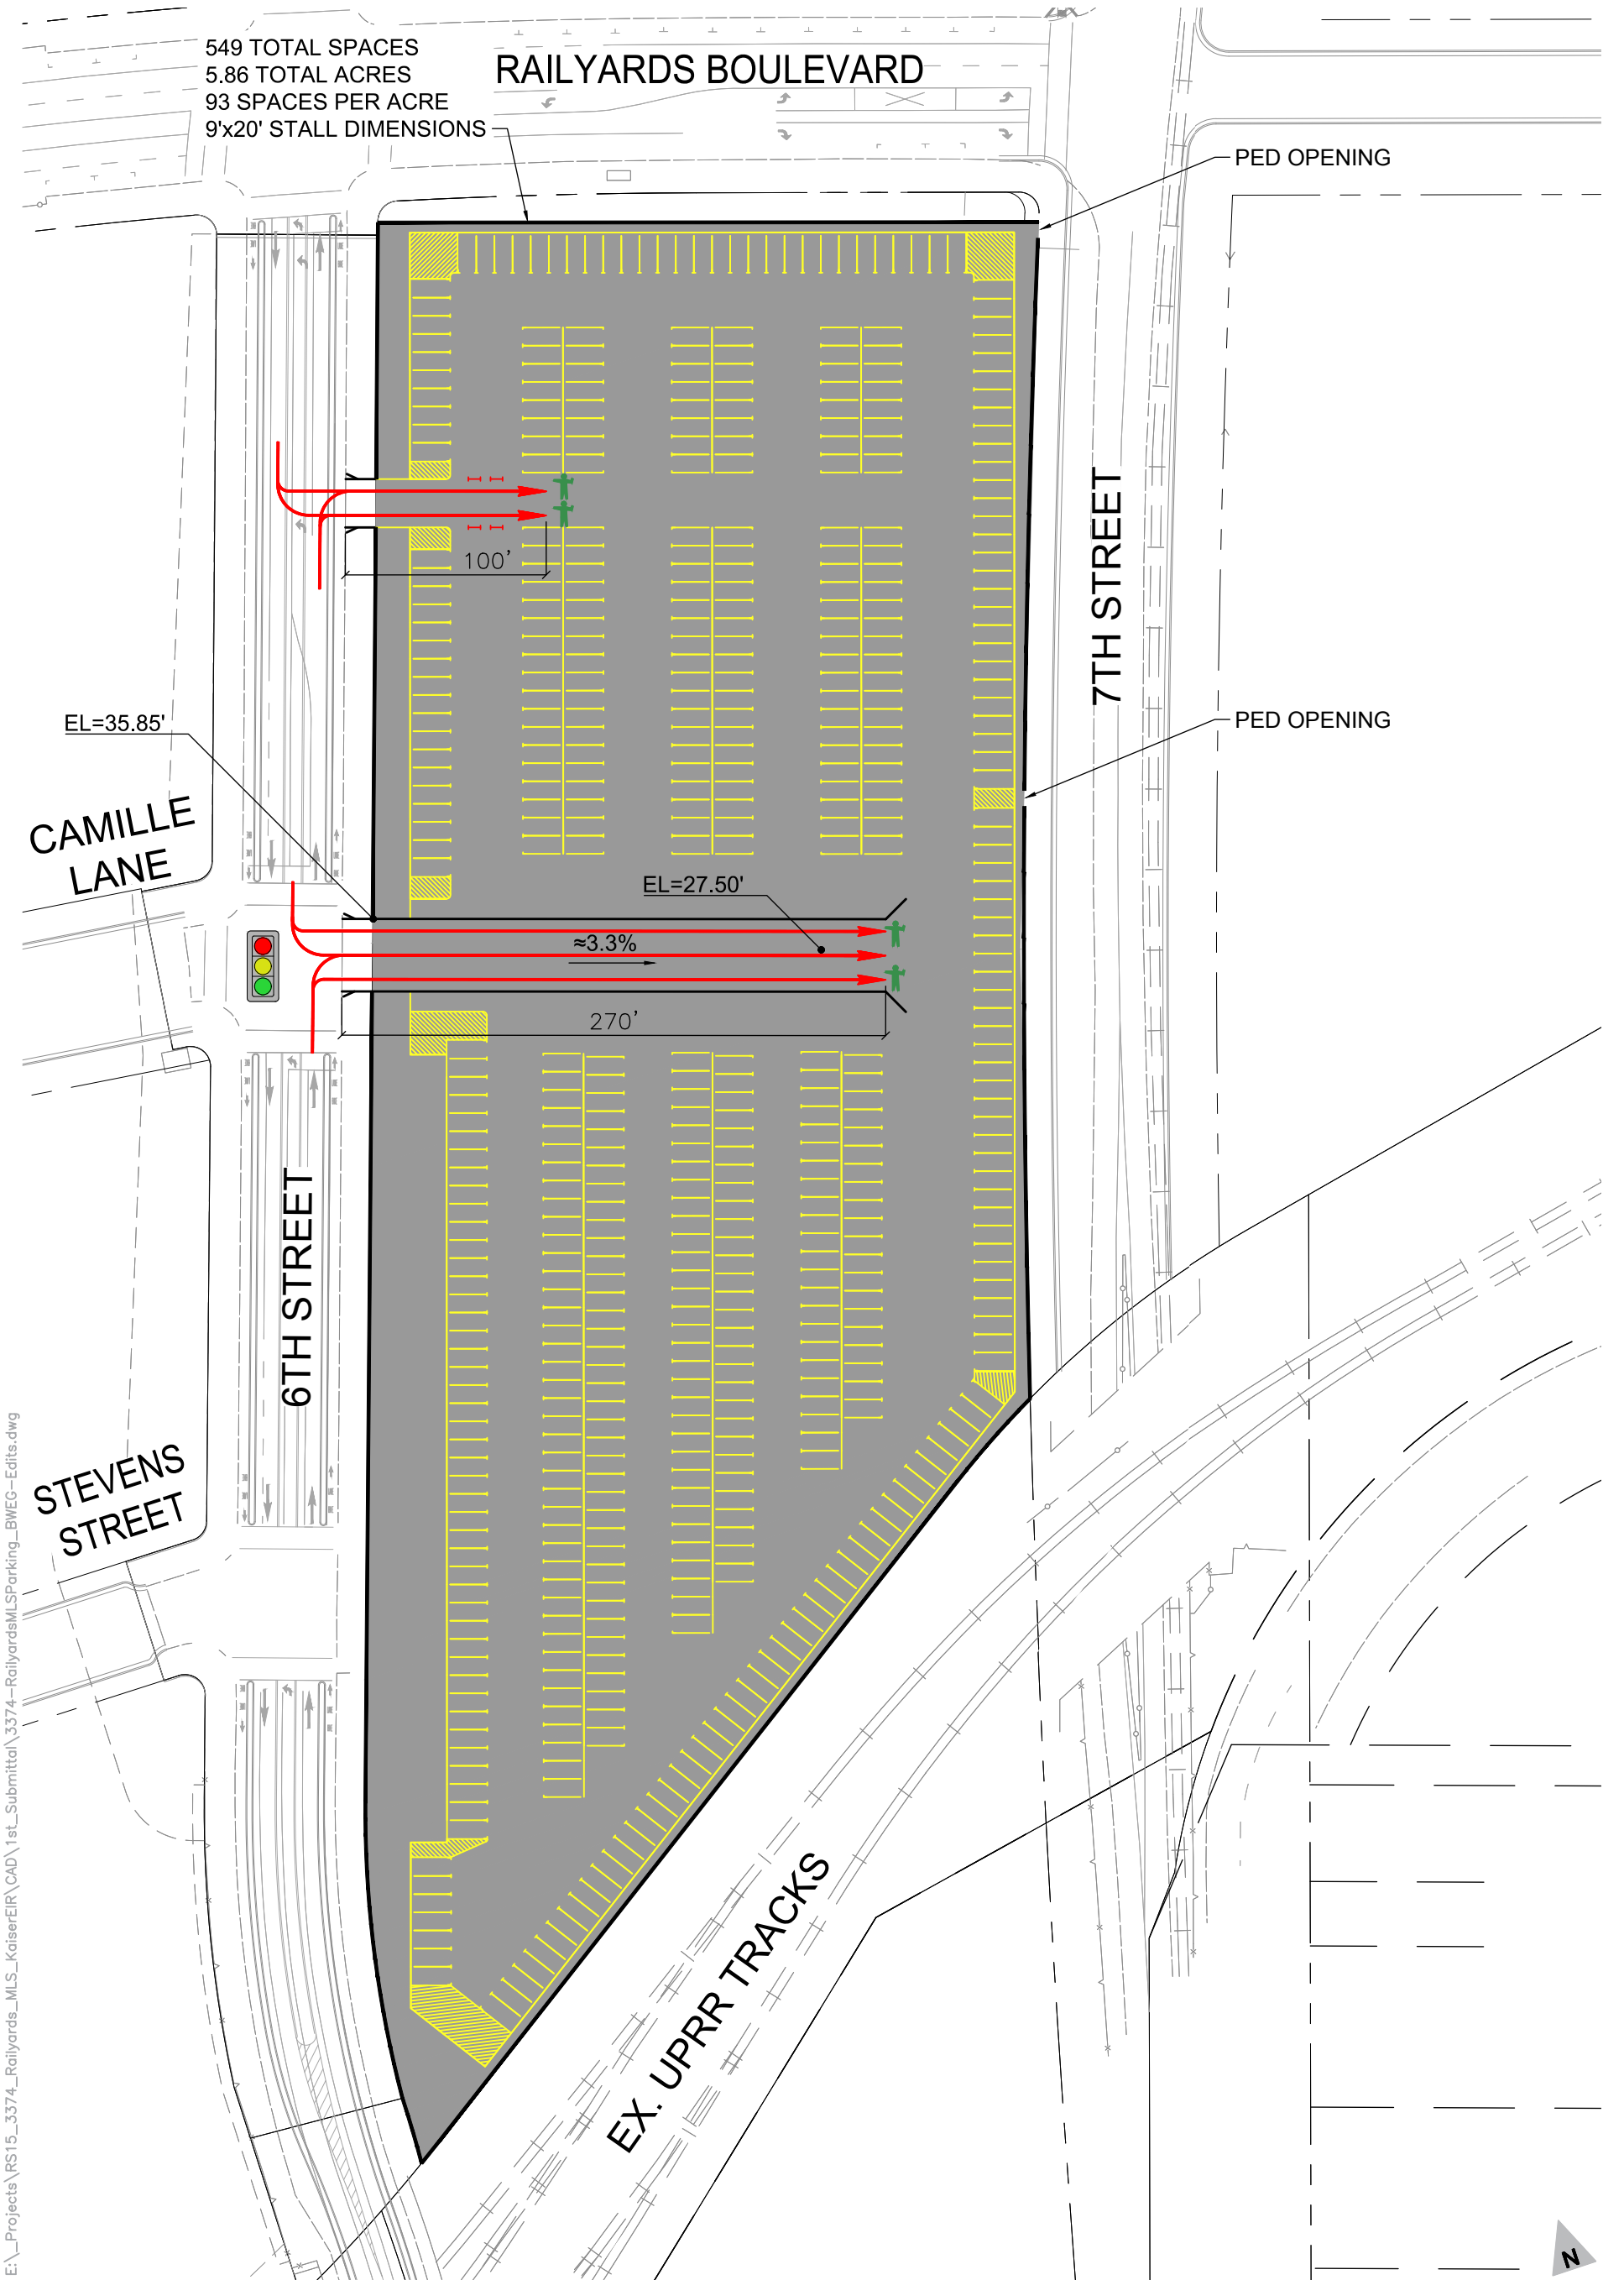 549 TOTAL SPACES
5.86 TOTAL ACRES
93 SPACES PER ACRE
9'x20' STALL DIMENSIONS
RAILYARDS BOULEVARD
PED OPENING
7TH STREET
100'
PED OPENING
EL=35.85'
CAMILLE
LANE
EL=27.50'
≈3.3%
270'
6TH STREET
STEVENS
STREET
EX. UPRR TRACKS
E:\_Projects\RS15_3374_Railyards_MLS_KaiserEIR\CAD\1st_Submittal\3374-RailyardsMLSParking_BWEG-Edits.dwg
N